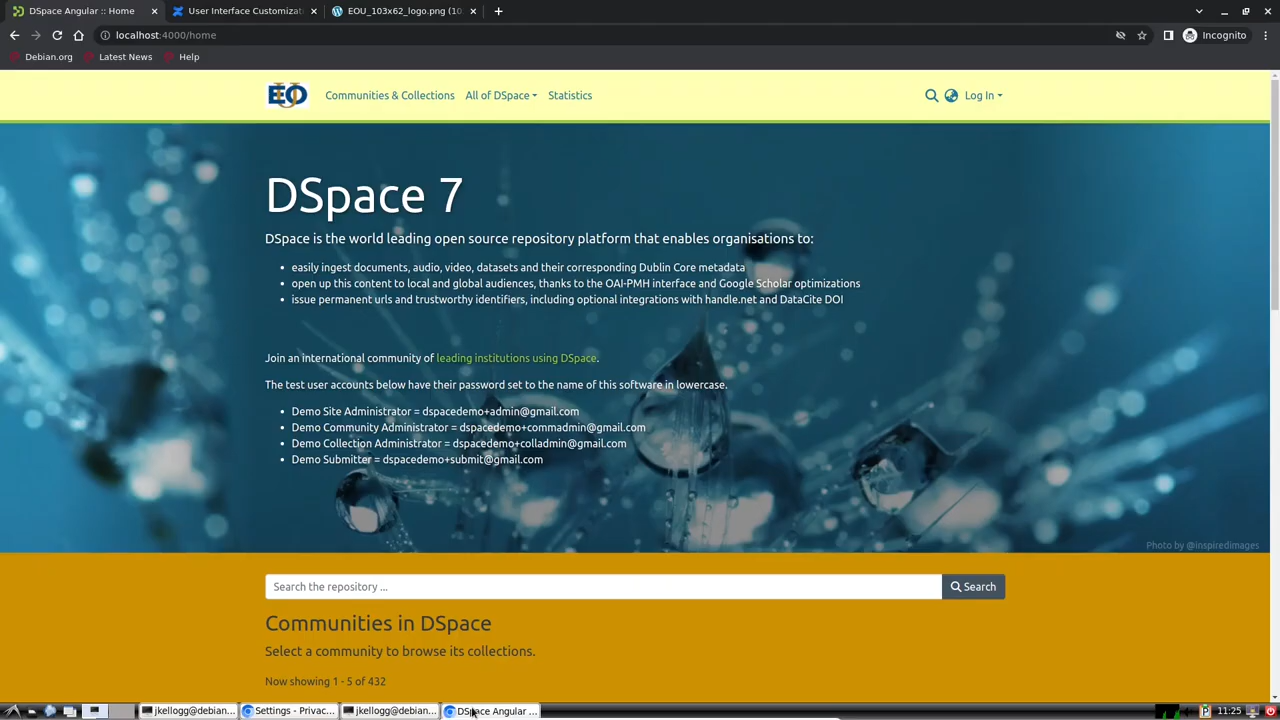 DSpace Angular :: Home
User Interface Customizat
EOU_103x62_logo.png (10
localhost:4000/home
Incognito
Debian.org
Latest News
Help
EOU
Communities & Collections
All of DSpace
Statistics
Log In
DSpace 7
DSpace is the world leading open source repository platform that enables organisations to:
• easily ingest documents, audio, video, datasets and their corresponding Dublin Core metadata
• open up this content to local and global audiences, thanks to the OAI-PMH interface and Google Scholar optimizations
• issue permanent urls and trustworthy identifiers, including optional integrations with handle.net and DataCite DOI
Join an international community of leading institutions using DSpace.
The test user accounts below have their password set to the name of this software in lowercase.
• Demo Site Administrator = dspacedemo+admin@gmail.com
• Demo Community Administrator = dspacedemo+commadmin@gmail.com
• Demo Collection Administrator = dspacedemo+colladmin@gmail.com
• Demo Submitter = dspacedemo+submit@gmail.com
Photo by @inspiredimages
Search the repository ...
Search
Communities in DSpace
Select a community to browse its collections.
Now showing 1 - 5 of 432
jkellogg@debian...
Settings - Privac...
jkellogg@debian...
DSpace Angular ...
11:25